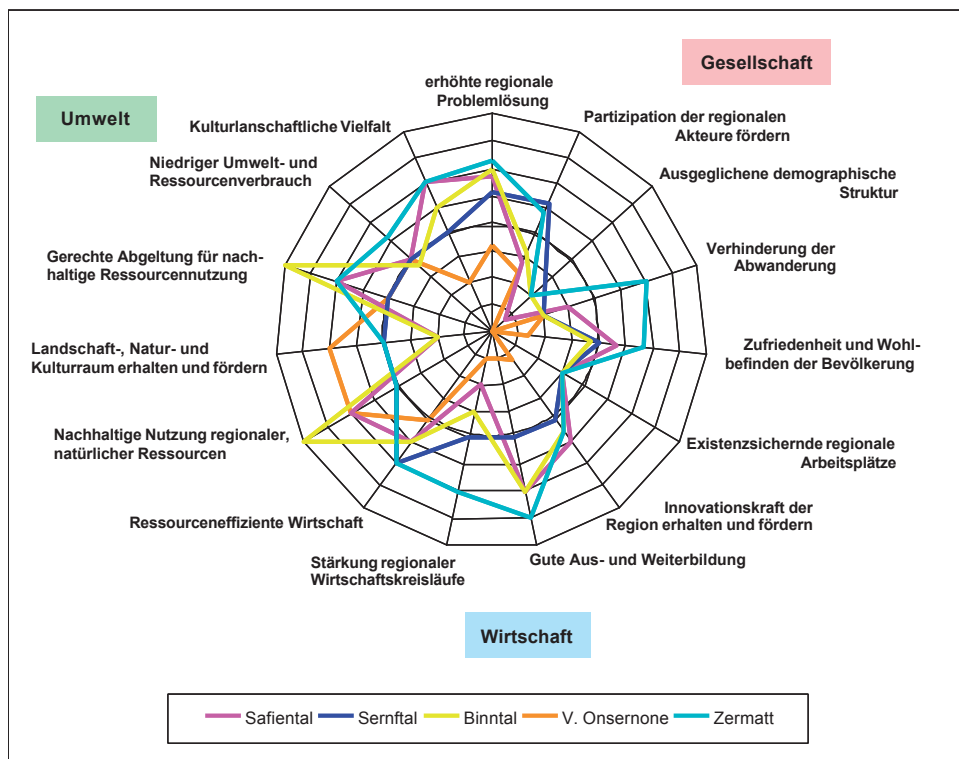 Gesellschaft
Umwelt
erhöhte regionale
Problemlösung
Partizipation der regionalen
Akteure fördern
Ausgeglichene demographische
Struktur
Verhinderung der
Abwanderung
Zufriedenheit und Wohl-
befinden der Bevölkerung
Existenzsichernde regionale
Arbeitsplätze
Innovationskraft der
Region erhalten und fördern
Gute Aus- und Weiterbildung
Stärkung regionaler
Wirtschaftskreisläufe
Ressourceneffiziente Wirtschaft
Nachhaltige Nutzung regionaler,
natürlicher Ressourcen
Landschaft-, Natur- und
Kulturraum erhalten und fördern
Gerechte Abgeltung für nach-
haltige Ressourcennutzung
Niedriger Umwelt- und
Ressourcenverbrauch
Kulturlanschaftliche Vielfalt
Wirtschaft
Safiental
Sernftal
Binntal
V. Onsernone
Zermatt